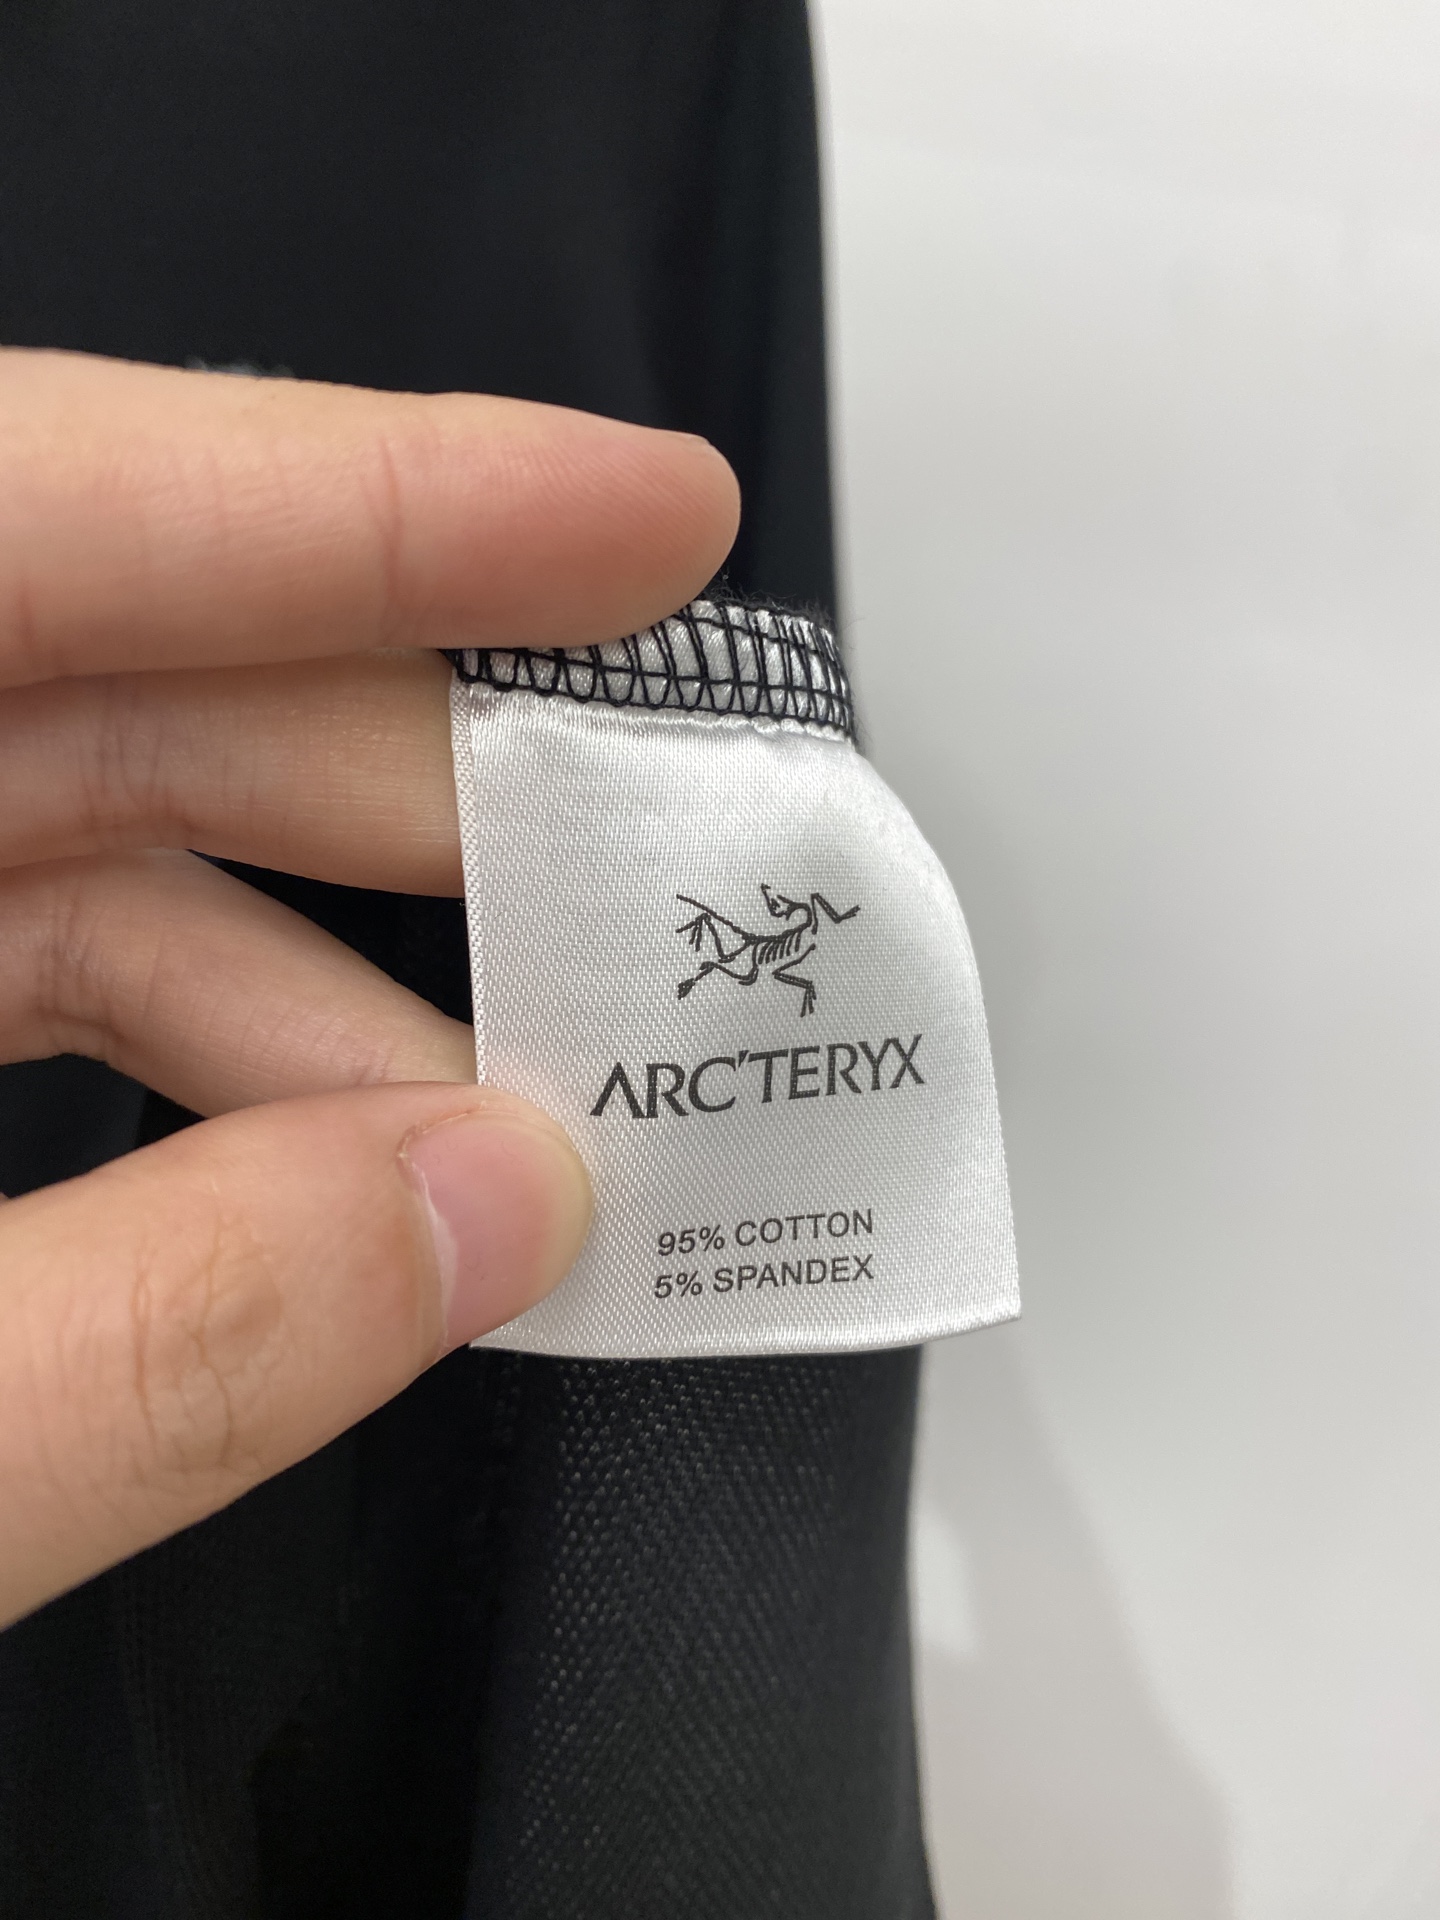 ARC'TERYX
95% COTTON
5% SPANDEX